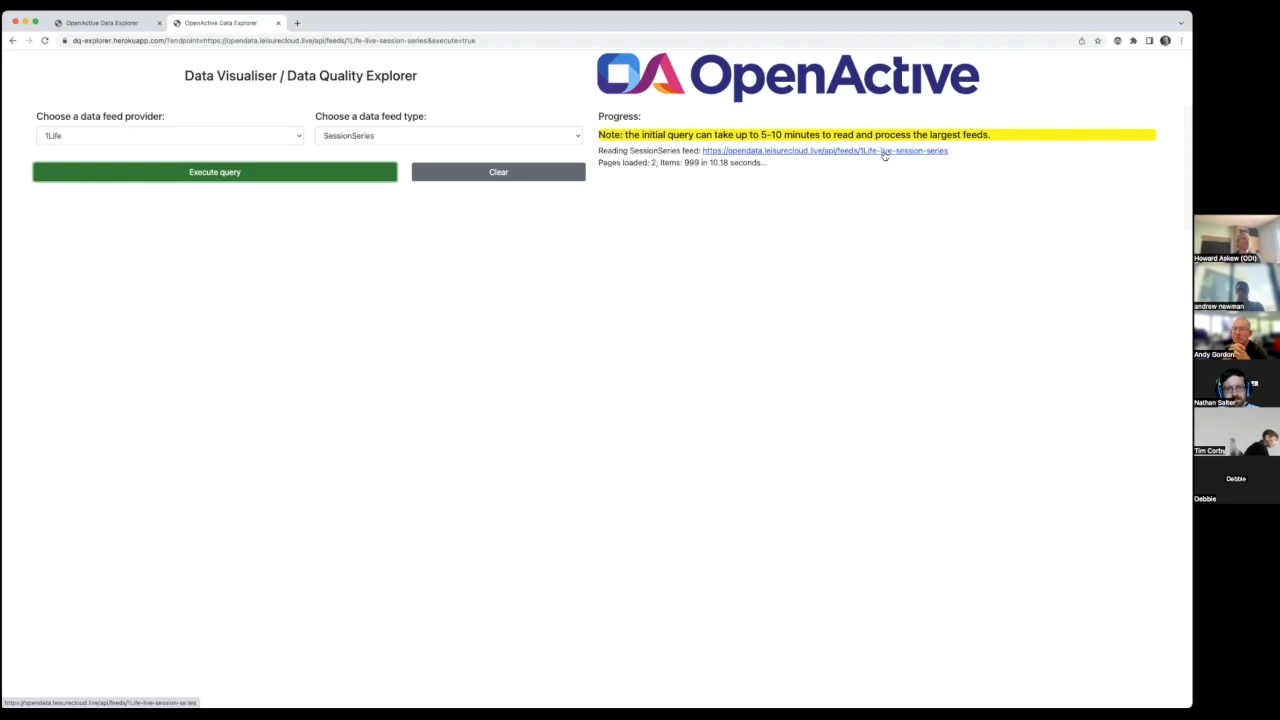 OpenActive Data Explorer
OpenActive Data Explorer
dq-explorer.herokuapp.com/?endpoint=https://opendata.leisurecloud.live/api/feeds/1Life-live-session-series&execute=true
Data Visualiser / Data Quality Explorer
OpenActive
Choose a data feed provider:
Choose a data feed type:
Progress:
1Life
SessionSeries
Note: the initial query can take up to 5-10 minutes to read and process the largest feeds.
Reading SessionSeries feed: https://opendata.leisurecloud.live/api/feeds/1Life-live-session-series
Pages loaded: 2; Items: 999 in 10.18 seconds...
Execute query
Clear
Howard Askew (ODI)
andrew newman
Andy Gordon
Nathan Salter
Tim Corby
Debbie
Debbie
https://opendata.leisurecloud.live/api/feeds/1Life-live-session-series